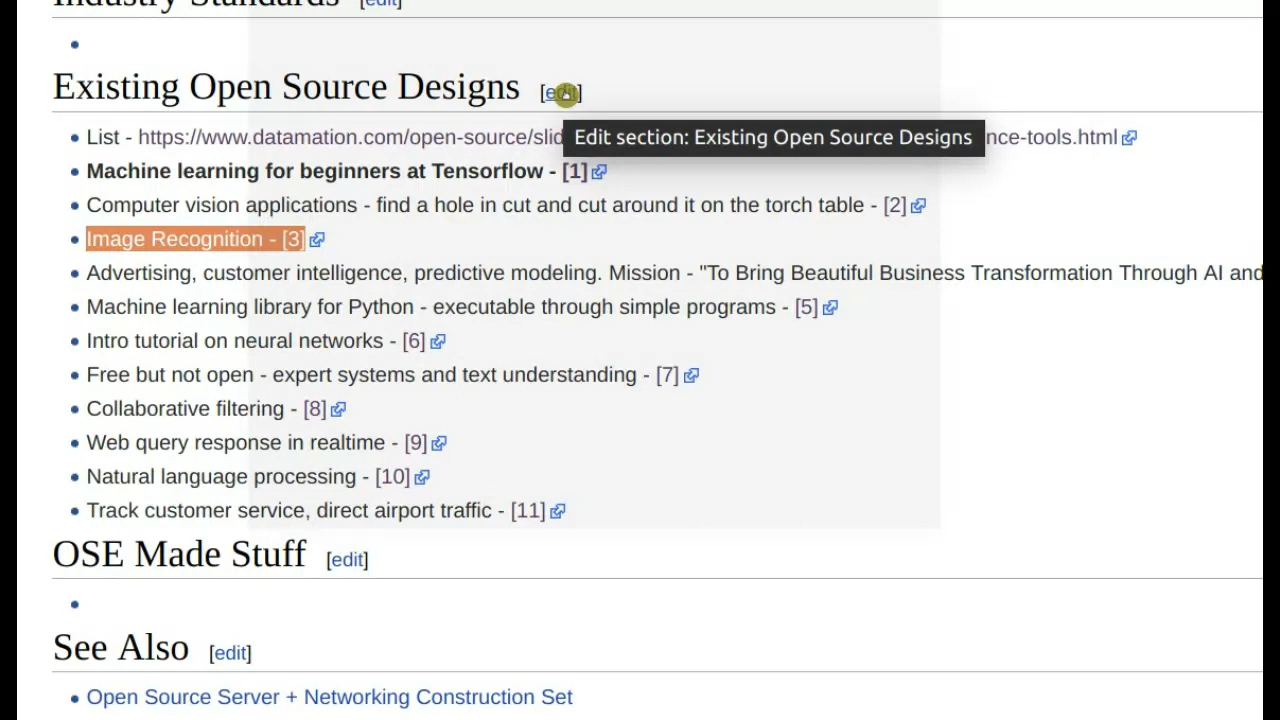 Industry Standards [edit]
Existing Open Source Designs [edit]
List - https://www.datamation.com/open-source/slid nce-tools.html
Edit section: Existing Open Source Designs
Machine learning for beginners at Tensorflow - [1]
Computer vision applications - find a hole in cut and cut around it on the torch table - [2]
Image Recognition - [3]
Advertising, customer intelligence, predictive modeling. Mission - "To Bring Beautiful Business Transformation Through AI and
Machine learning library for Python - executable through simple programs - [5]
Intro tutorial on neural networks - [6]
Free but not open - expert systems and text understanding - [7]
Collaborative filtering - [8]
Web query response in realtime - [9]
Natural language processing - [10]
Track customer service, direct airport traffic - [11]
OSE Made Stuff [edit]
See Also [edit]
Open Source Server + Networking Construction Set